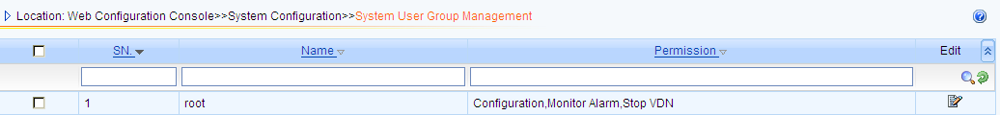 Location: Web Configuration Console>>System Configuration>>System User Group Management
SN. Name Permission Edit
1 root Configuration,Monitor Alarm,Stop VDN